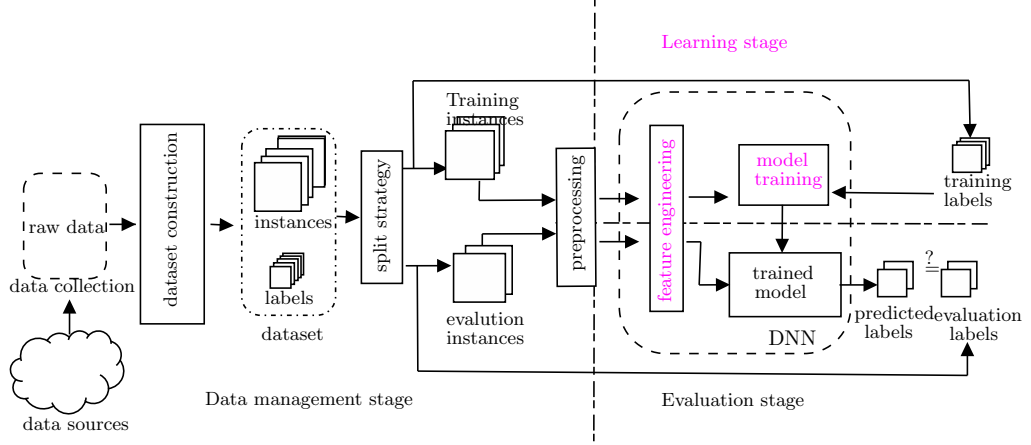 Learning stage
Training
instances
dataset construction
split strategy
preprocessing
feature engineering
model
training
training
labels
raw data
instances
data collection
labels
dataset
evalution
instances
trained
model
DNN
?
=
predicted
labels
evaluation
labels
Data management stage
Evaluation stage
data sources